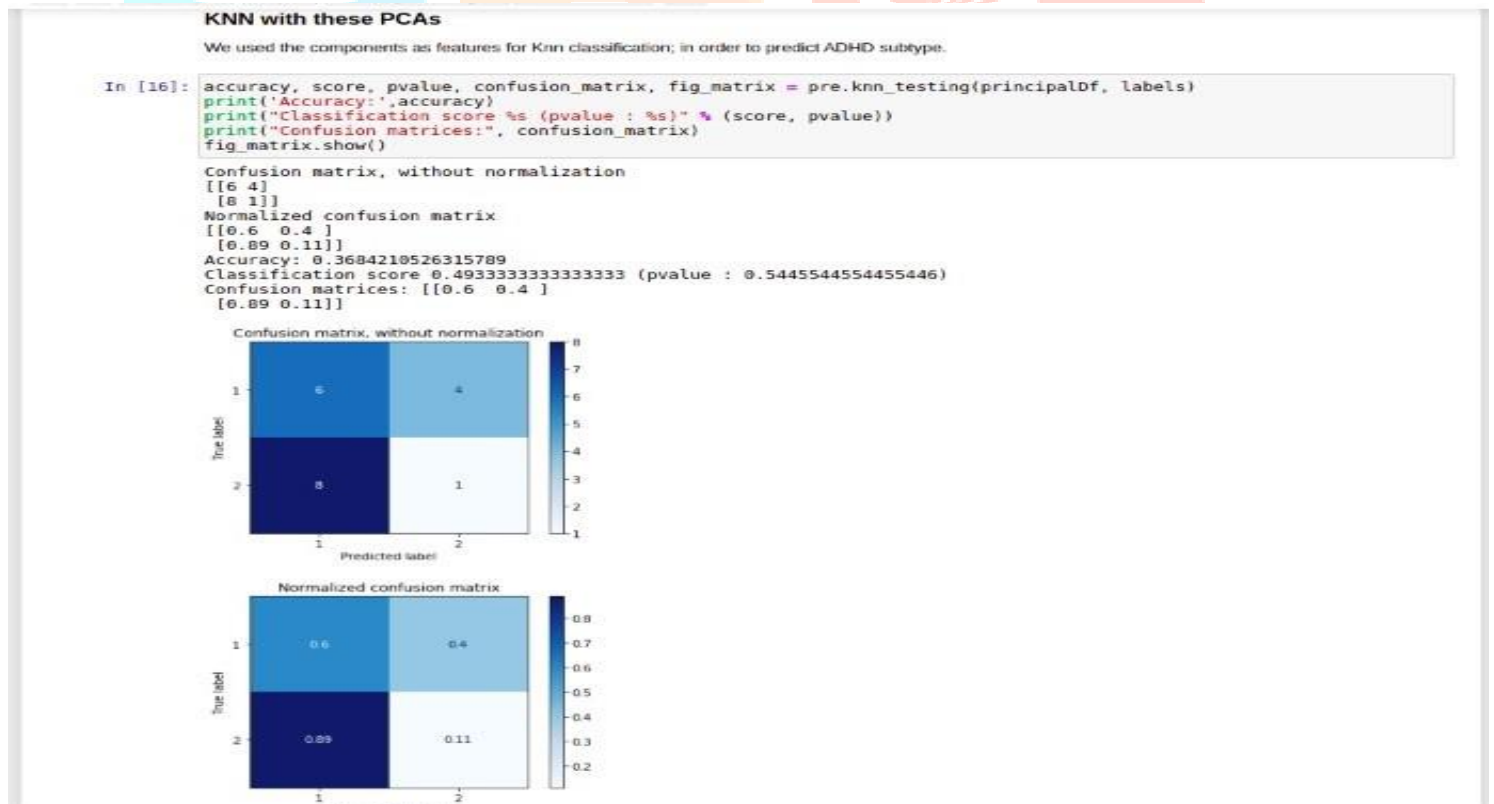 KNN with these PCAs
We used the components as features for Knn classification; in order to predict ADHD subtype.
In [16]: accuracy, score, pvalue, confusion_matrix, fig_matrix = pre.knn_testing(principalDf, labels)
print('Accuracy:',accuracy)
print("Classification score %s (pvalue : %s)" % (score, pvalue))
print("Confusion matrices:", confusion_matrix)
fig_matrix.show()
Confusion matrix, without normalization
[[6 4]
[8 1]]
Normalized confusion matrix
[[0.6 0.4 ]
[0.89 0.11]]
Accuracy: 0.3684210526315789
Classification score 0.4933333333333333 (pvalue : 0.5445544554455446)
Confusion matrices: [[0.6 0.4 ]
[0.89 0.11]]
Confusion matrix, without normalization
8
7
6
5
4
3
2
1
1
6
4
True label
2
8
1
1
2
Predicted label
Normalized confusion matrix
0.8
0.7
0.6
0.5
0.4
0.3
0.2
1
0.6
0.4
True label
2
0.89
0.11
1
2